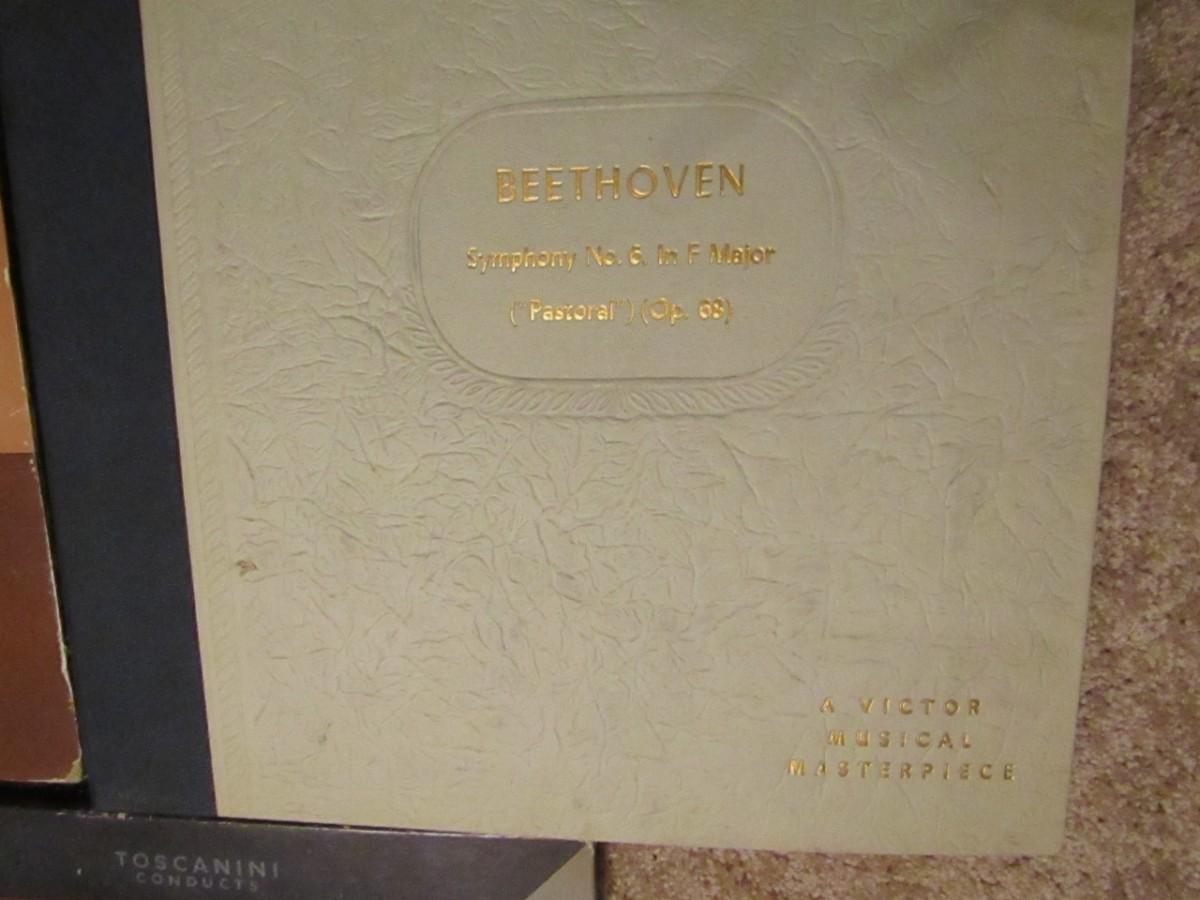 BEETHOVEN
Symphony No. 6, in F Major
("Pastoral") (Op. 68)
A VICTOR
MUSICAL
MASTERPIECE
TOSCANINI
CONDUCTS